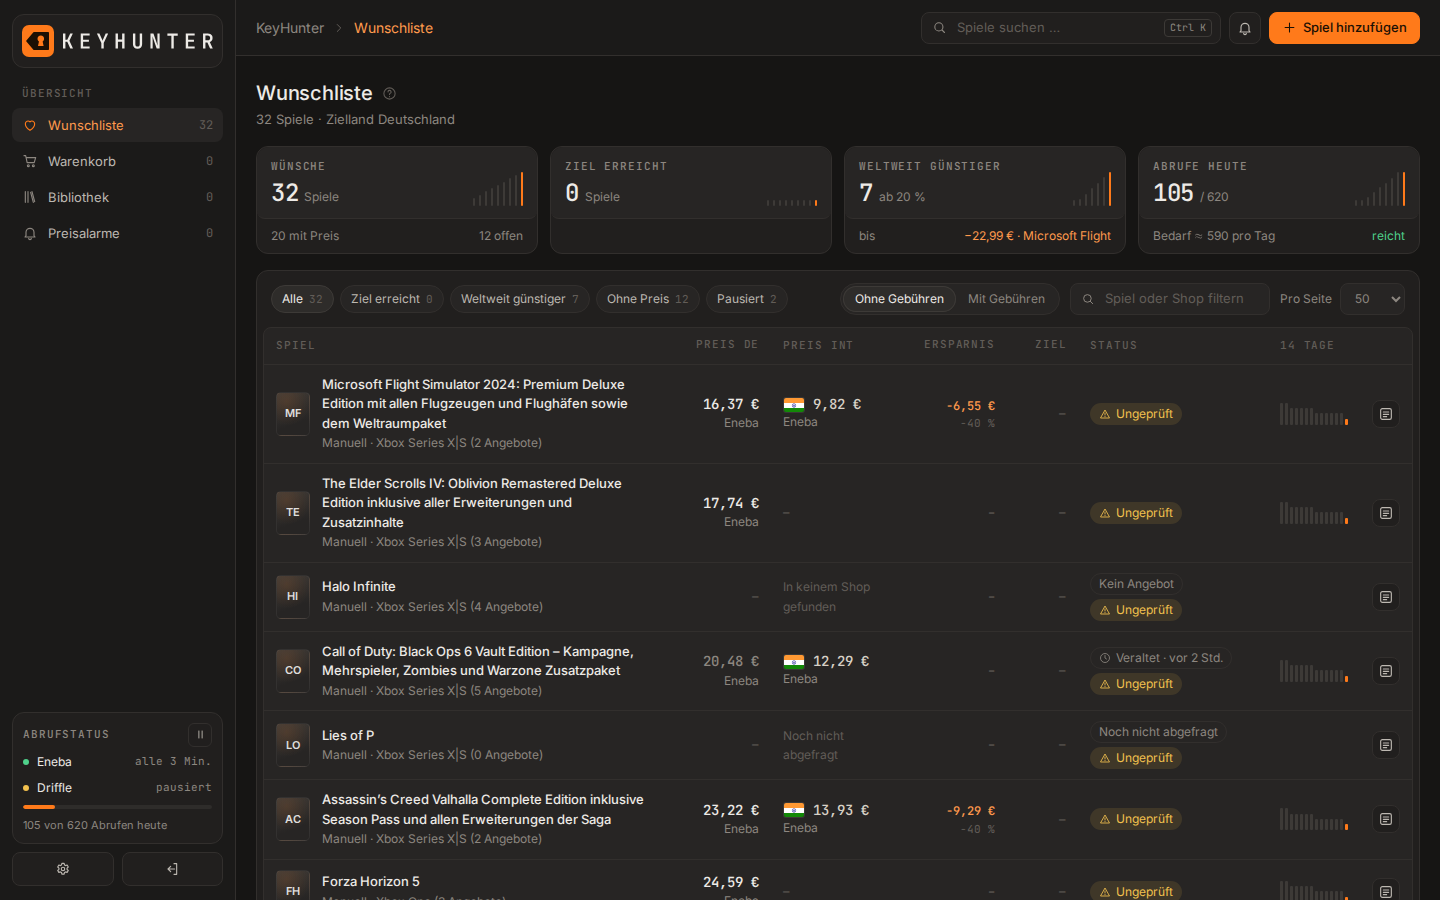 KEYHUNTER
ÜBERSICHT
Wunschliste 32
Warenkorb 0
Bibliothek 0
Preisalarme 0
ABRUFSTATUS
Eneba alle 3 Min.
Driffle pausiert
105 von 620 Abrufen heute
KeyHunter Wunschliste
Spiele suchen ... Ctrl K
Spiel hinzufügen
Wunschliste
32 Spiele · Zielland Deutschland
WÜNSCHE
32 Spiele
20 mit Preis 12 offen
ZIEL ERREICHT
0 Spiele
WELTWEIT GÜNSTIGER
7 ab 20 %
bis −22,99 € · Microsoft Flight
ABRUFE HEUTE
105 / 620
Bedarf ≈ 590 pro Tag reicht
Alle 32 Ziel erreicht 0 Weltweit günstiger 7 Ohne Preis 12 Pausiert 2
Ohne Gebühren Mit Gebühren Spiel oder Shop filtern Pro Seite 50
SPIEL PREIS DE PREIS INT ERSPARNIS ZIEL STATUS 14 TAGE
MF
Microsoft Flight Simulator 2024: Premium Deluxe
Edition mit allen Flugzeugen und Flughäfen sowie
dem Weltraumpaket
Manuell · Xbox Series X|S (2 Angebote)
16,37 €
Eneba
9,82 €
Eneba
-6,55 €
-40 %
–
Ungeprüft
TE
The Elder Scrolls IV: Oblivion Remastered Deluxe
Edition inklusive aller Erweiterungen und
Zusatzinhalte
Manuell · Xbox Series X|S (3 Angebote)
17,74 €
Eneba
–
–
–
Ungeprüft
HI
Halo Infinite
Manuell · Xbox Series X|S (4 Angebote)
–
In keinem Shop
gefunden
–
–
Kein Angebot
Ungeprüft
CO
Call of Duty: Black Ops 6 Vault Edition – Kampagne,
Mehrspieler, Zombies und Warzone Zusatzpaket
Manuell · Xbox Series X|S (5 Angebote)
20,48 €
Eneba
12,29 €
Eneba
–
–
Veraltet · vor 2 Std.
Ungeprüft
LO
Lies of P
Manuell · Xbox Series X|S (0 Angebote)
–
Noch nicht
abgefragt
–
–
Noch nicht abgefragt
Ungeprüft
AC
Assassin’s Creed Valhalla Complete Edition inklusive
Season Pass und allen Erweiterungen der Saga
Manuell · Xbox Series X|S (2 Angebote)
23,22 €
Eneba
13,93 €
Eneba
-9,29 €
-40 %
–
Ungeprüft
FH
Forza Horizon 5
24,59 €
–
–
–
Ungeprüft